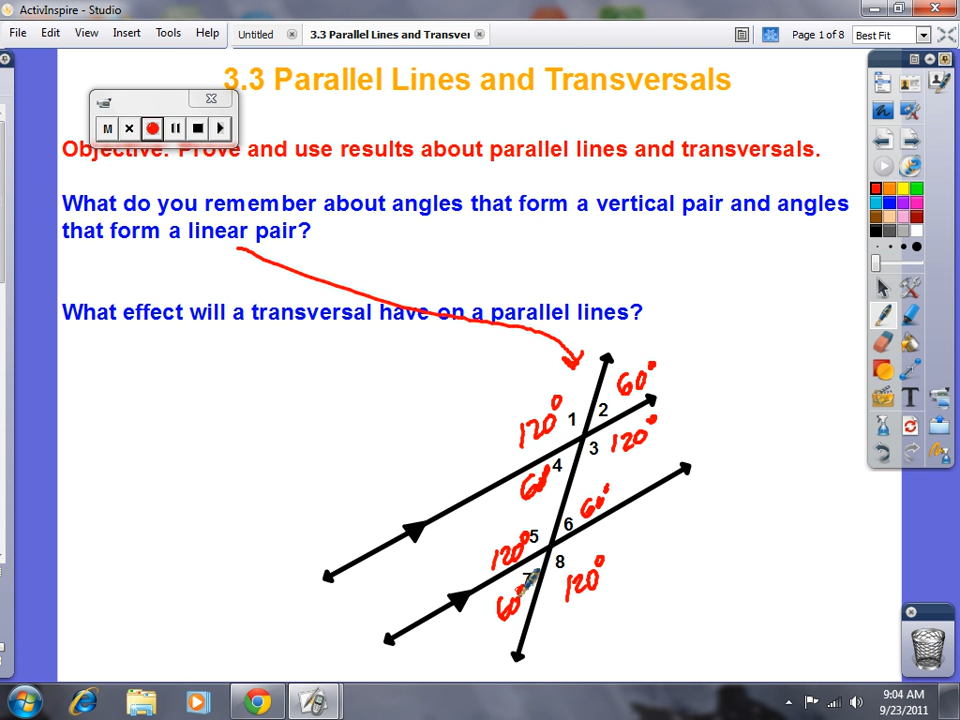 ActivInspire - Studio
File Edit View Insert Tools Help Untitled 3.3 Parallel Lines and Transver Page 1 of 8 Best Fit
3.3 Parallel Lines and Transversals
M
Objective: Prove and use results about parallel lines and transversals.
What do you remember about angles that form a vertical pair and angles
that form a linear pair?
What effect will a transversal have on a parallel lines?
60°
120° 1 2
3 120°
4
60°
60°
5 6
120°
8
7 120°
60°
T
9:04 AM
9/23/2011